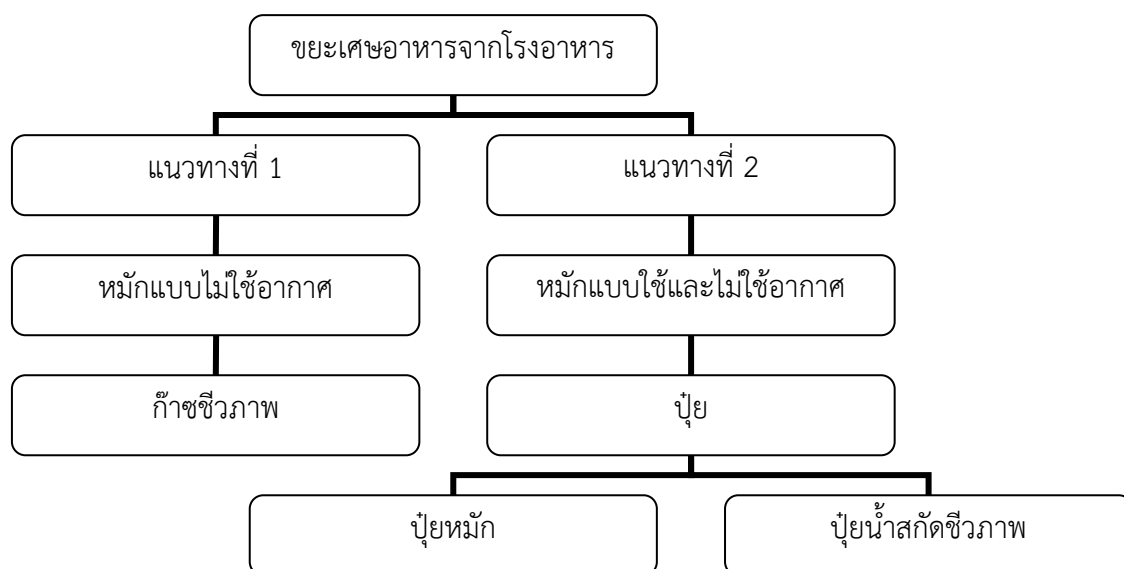 ขยะเศษอาหารจากโรงอาหาร
แนวทางที่ 1
แนวทางที่ 2
หมักแบบไม่ใช้อากาศ
หมักแบบใช้และไม่ใช้อากาศ
ก๊าซชีวภาพ
ปุ๋ย
ปุ๋ยหมัก
ปุ๋ยน้ำสกัดชีวภาพ